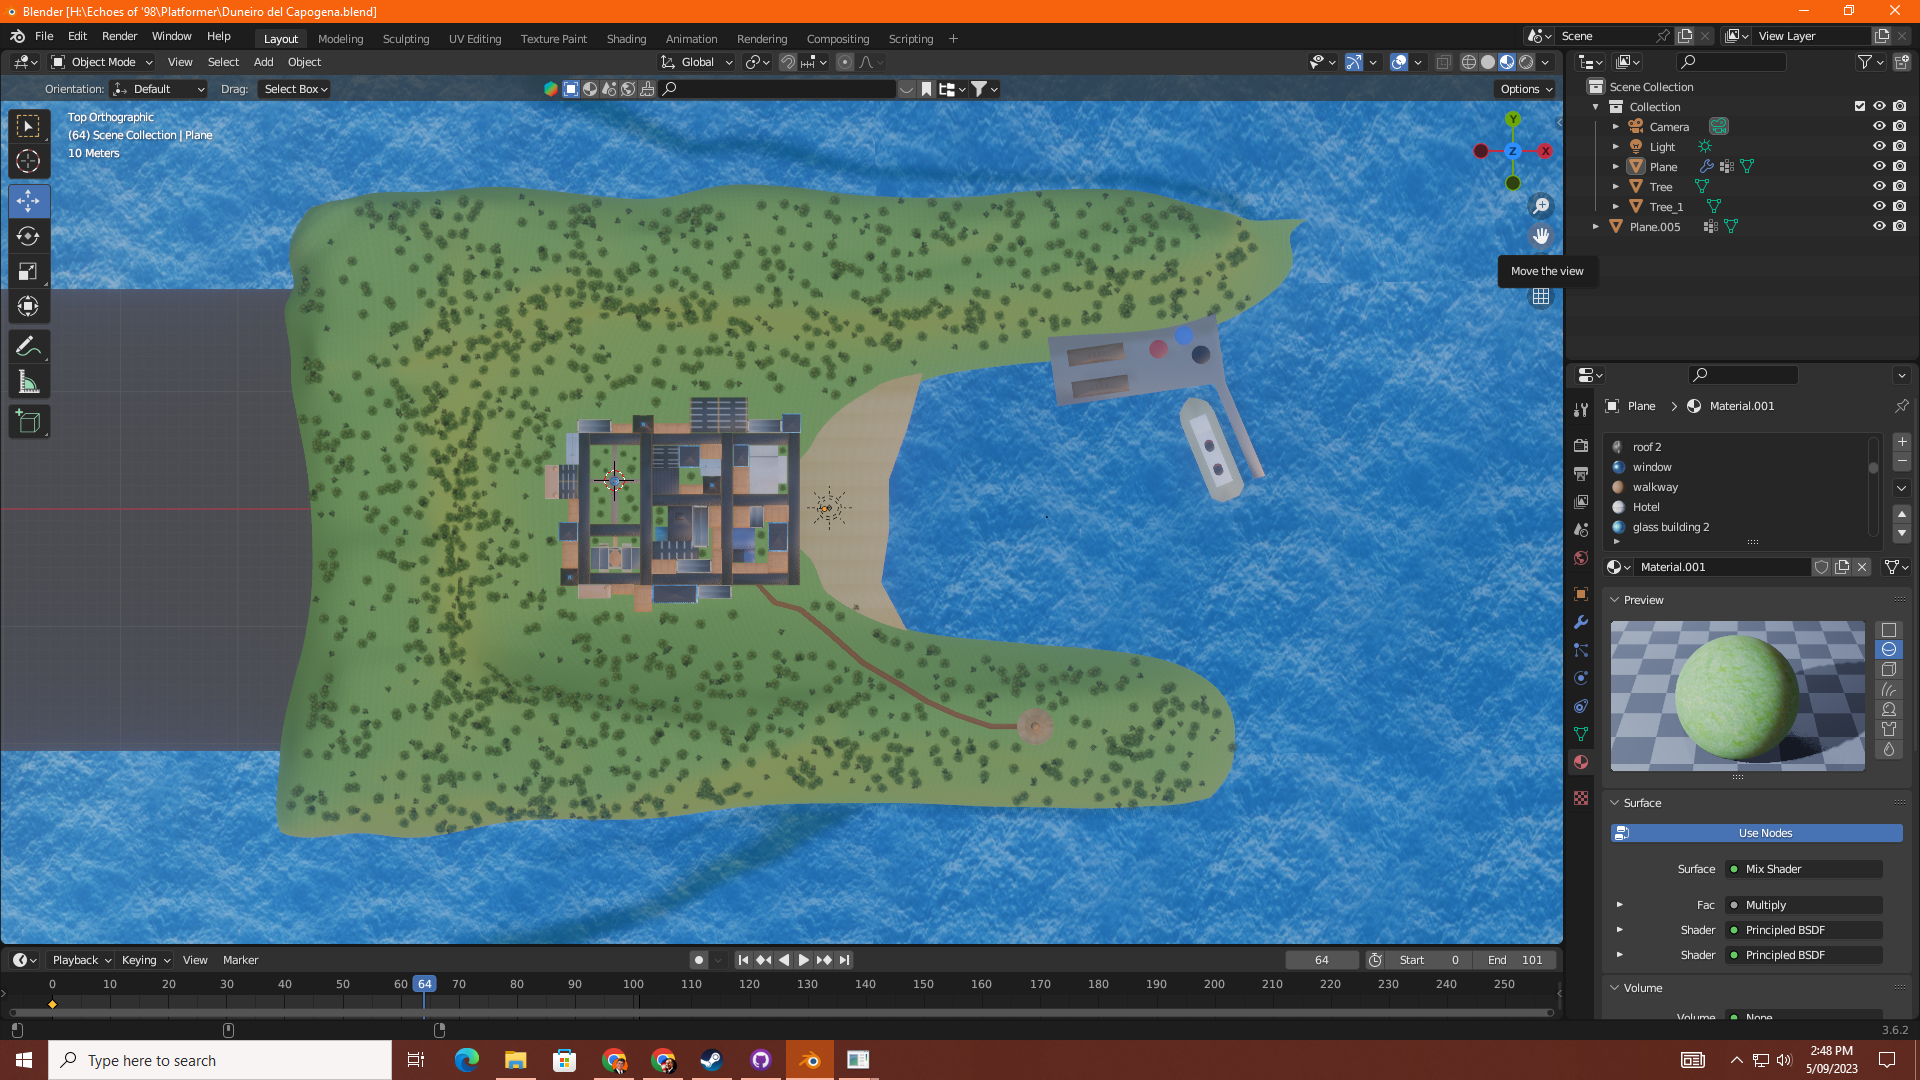 Blender [H:\Echoes of '98\Platformer\Duneiro del Capogena.blend]
File Edit Render Window Help Layout Modeling Sculpting UV Editing Texture Paint Shading Animation Rendering Compositing Scripting + Scene View Layer
Object Mode View Select Add Object Global
Orientation: Default Drag: Select Box Options
Top Orthographic
(64) Scene Collection | Plane
10 Meters
Y
X
Z
Move the view
Scene Collection
Collection
Camera
Light
Plane
Tree
Tree_1
Plane.005
Plane > Material.001
roof 2
window
walkway
Hotel
glass building 2
Material.001
Preview
Surface
Use Nodes
Surface Mix Shader
Fac Multiply
Shader Principled BSDF
Shader Principled BSDF
Volume
Volume None
Playback Keying View Marker 64 Start 0 End 101
0 10 20 30 40 50 60 64 70 80 90 100 110 120 130 140 150 160 170 180 190 200 210 220 230 240 250
3.6.2
Type here to search
2:48 PM
5/09/2023